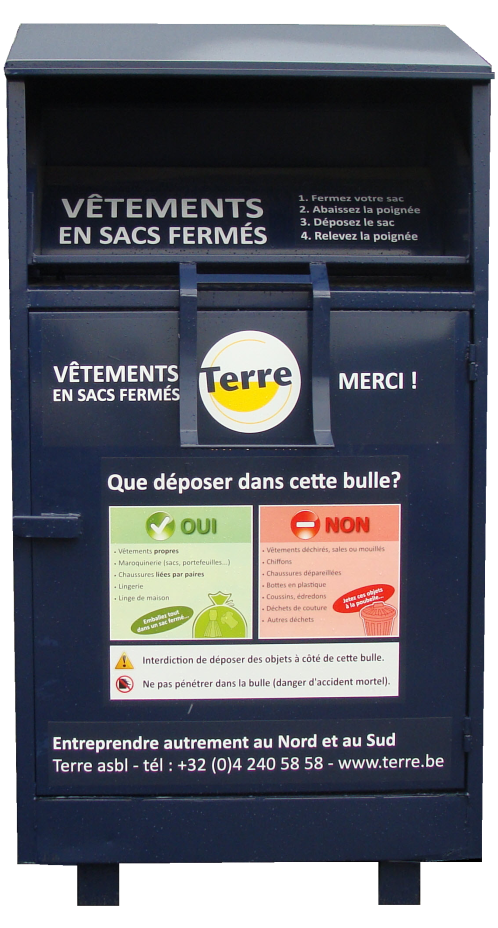 VÊTEMENTS
EN SACS FERMÉS
1. Fermez votre sac
2. Abaissez la poignée
3. Déposez le sac
4. Relevez la poignée
VÊTEMENTS
EN SACS FERMÉS
Terre
MERCI !
Que déposer dans cette bulle?
OUI
• Vêtements propres
• Maroquinerie (sacs, portefeuilles...)
• Chaussures liées par paires
• Lingerie
• Linge de maison
Emballez tout
dans un sac fermé...
NON
• Vêtements déchirés, sales ou mouillés
• Chiffons
• Chaussures dépareillées
• Bottes en plastique
• Coussins, édredons
• Déchets de couture
• Autres déchets
Jetez ces objets
à la poubelle...
Interdiction de déposer des objets à côté de cette bulle.
Ne pas pénétrer dans la bulle (danger d'accident mortel).
Entreprendre autrement au Nord et au Sud
Terre asbl - tél : +32 (0)4 240 58 58 - www.terre.be